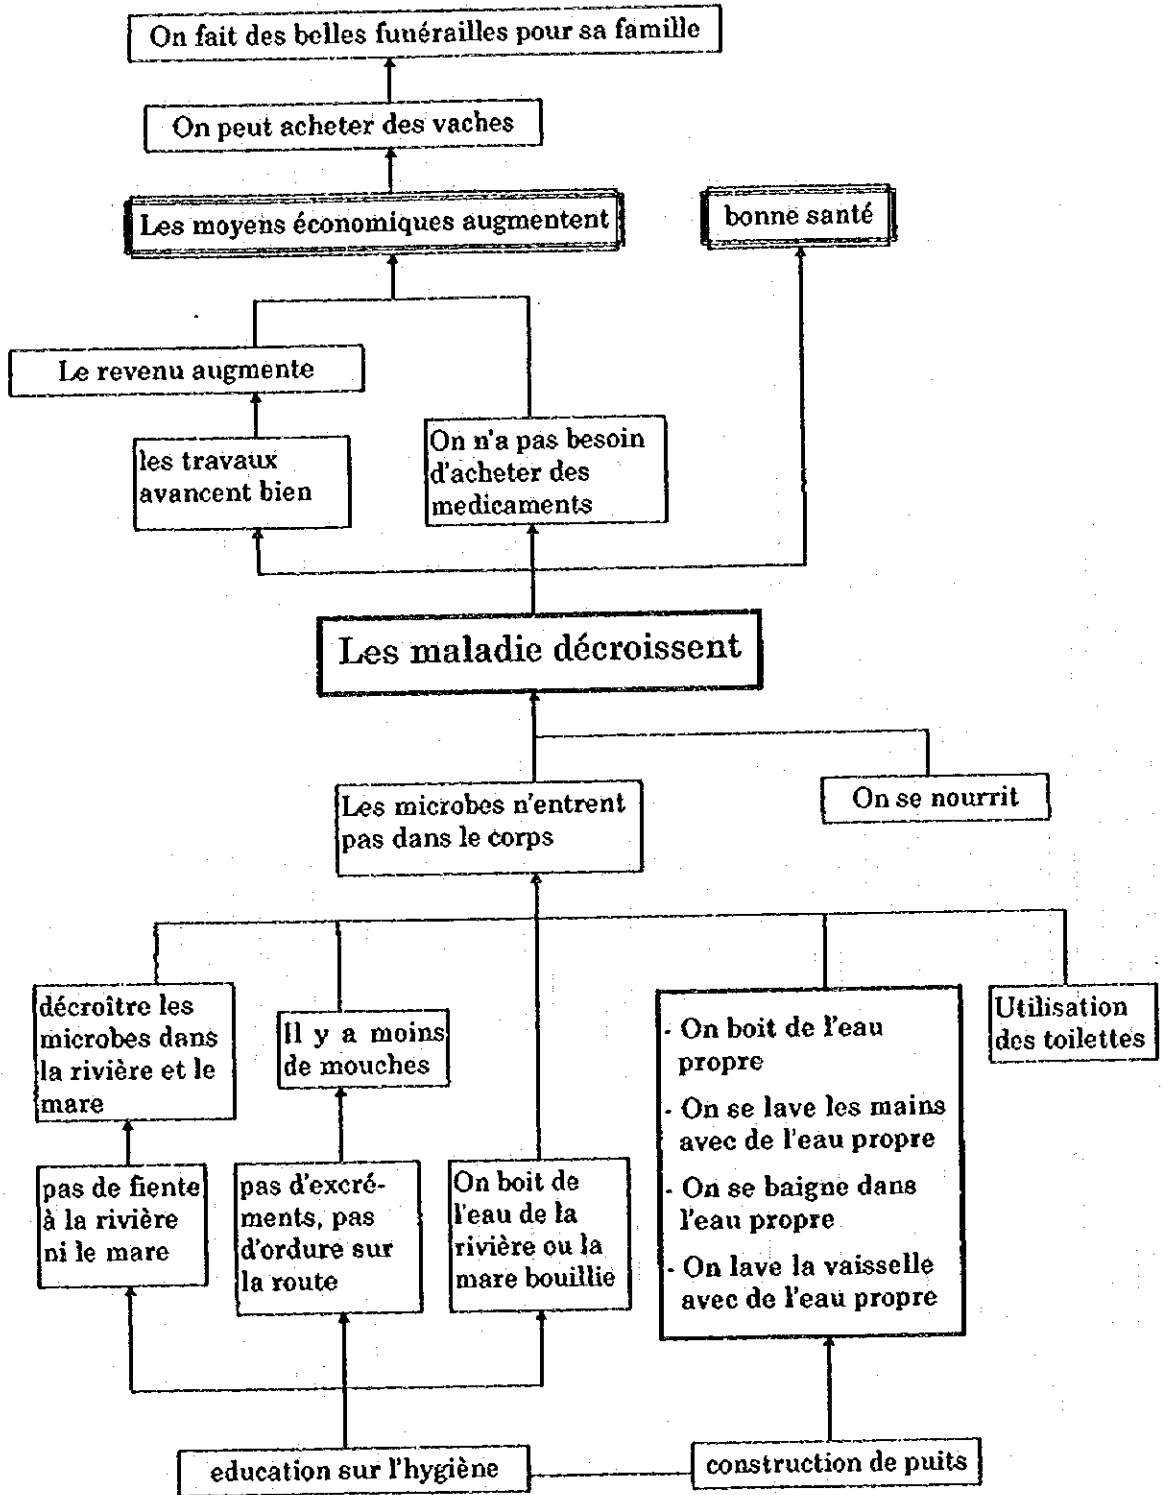 On fait des belles funérailles pour sa famille
On peut acheter des vaches
Les moyens économiques augmentent
bonne santé
Le revenu augmente
les travaux
avancent bien
On n'a pas besoin
d'acheter des
medicaments
Les maladie décroissent
Les microbes n'entrent
pas dans le corps
On se nourrit
décroître les
microbes dans
la rivière et le
mare
Il y a moins
de mouches
- On boit de l'eau
propre
- On se lave les mains
avec de l'eau propre
- On se baigne dans
l'eau propre
- On lave la vaisselle
avec de l'eau propre
Utilisation
des toilettes
pas de fiente
à la rivière
ni le mare
pas d'excré-
ments, pas
d'ordure sur
la route
On boit de
l'eau de la
rivière ou la
mare bouillie
education sur l'hygiène
construction de puits